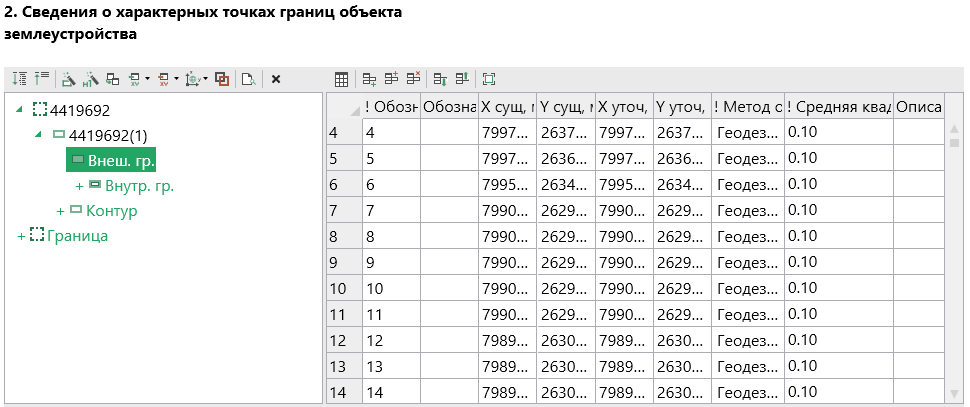 2. Сведения о характерных точках границ объекта
землеустройства
4419692
4419692(1)
Внеш. гр.
+ Внутр. гр.
+ Контур
+ Граница
! Обозн Обозна X сущ, м Y сущ, м X уточ, Y уточ, ! Метод о ! Средняя квад Описа
4 4 7997... 2637... 7997... 2637... Геодез... 0.10
5 5 7997... 2636... 7997... 2636... Геодез... 0.10
6 6 7995... 2634... 7995... 2634... Геодез... 0.10
7 7 7990... 2629... 7990... 2629... Геодез... 0.10
8 8 7990... 2629... 7990... 2629... Геодез... 0.10
9 9 7990... 2629... 7990... 2629... Геодез... 0.10
10 10 7990... 2629... 7990... 2629... Геодез... 0.10
11 11 7990... 2629... 7990... 2629... Геодез... 0.10
12 12 7989... 2630... 7989... 2630... Геодез... 0.10
13 13 7989... 2630... 7989... 2630... Геодез... 0.10
14 14 7989... 2630... 7989... 2630... Геодез... 0.10